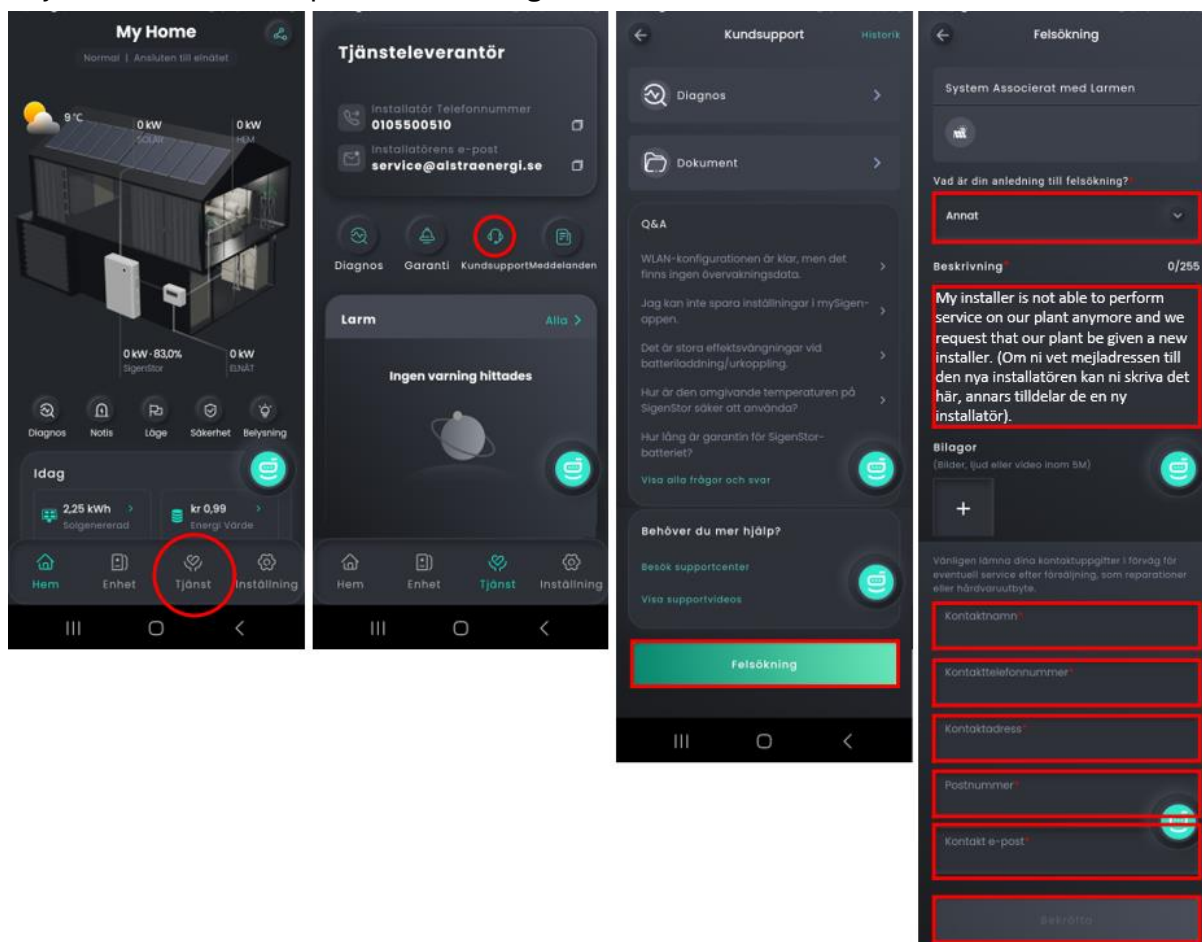 My Home
Normal | Ansluten till elnätet
9°C
0 kW
SOLAR
0 kW
HEM
0 kW · 83,0%
SigenStor
0 kW
ELNÄT
Diagnos
Notis
Läge
Säkerhet
Belysning
Idag
2,25 kWh
Solgenererad
kr 0,99
Energi Värde
Hem
Enhet
Tjänst
Inställning
Tjänsteleverantör
Installatör Telefonnummer
0105500510
Installatörens e-post
service@alstraenergi.se
Diagnos
Garanti
Kundsupport
Meddelanden
Larm
Alla >
Ingen varning hittades
Hem
Enhet
Tjänst
Inställning
Kundsupport
Historik
Diagnos
Dokument
Q&A
WLAN-konfigurationen är klar, men det
finns ingen övervakningsdata.
Jag kan inte spara inställningar i mySigen-
appen.
Det är stora effektsvängningar vid
batteriladdning/urkoppling.
Hur är den omgivande temperaturen på
SigenStor säker att använda?
Hur lång är garantin för SigenStor-
batteriet?
Visa alla frågor och svar
Behöver du mer hjälp?
Besök supportcenter
Visa supportvideos
Felsökning
Felsökning
System Associerat med Larmen
Vad är din anledning till felsökning?*
Annat
Beskrivning*
0/255
My installer is not able to perform
service on our plant anymore and we
request that our plant be given a new
installer. (Om ni vet mejladressen till
den nya installatören kan ni skriva det
här, annars tilldelar de en ny
installatör).
Bilagor
(Bilder, ljud eller video inom 5M)
+
Vänligen lämna dina kontaktuppgifter i förväg för
eventuell service efter försäljning, som reparationer
eller hårdvaruutbyte.
Kontaktnamn*
Kontakttelefonnummer*
Kontaktadress*
Postnummer*
Kontakt e-post*
Bekräfta